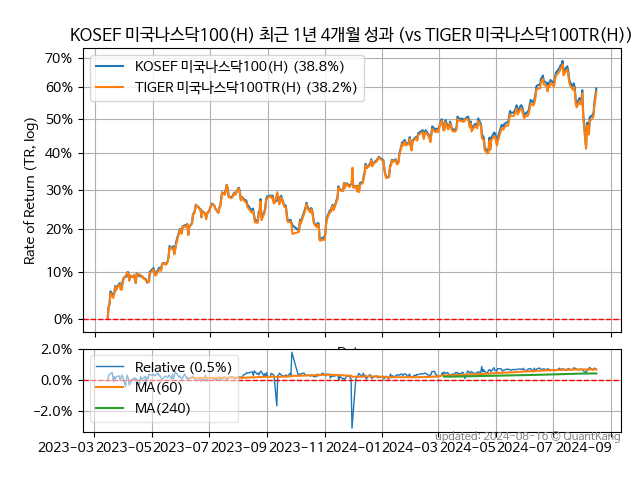 KOSEF 미국나스닥100(H) 최근 1년 4개월 성과 (vs TIGER 미국나스닥100TR(H))
70%
60%
50%
40%
30%
20%
10%
0%
Rate of Return (TR, log)
KOSEF 미국나스닥100(H) (38.8%)
TIGER 미국나스닥100TR(H) (38.2%)
2.0%
0.0%
−2.0%
Relative (0.5%)
MA(60)
MA(240)
updated: 2024-08-16 © QuantKang
2023-03 2023-05 2023-07 2023-09 2023-11 2024-01 2024-03 2024-05 2024-07 2024-09